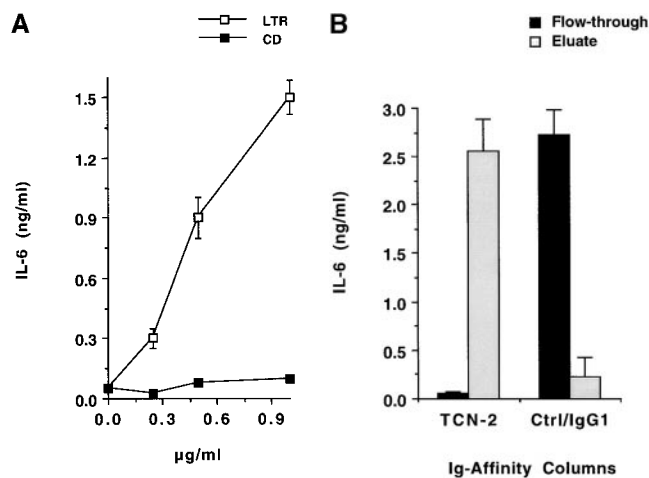 A
LTR
CD
IL-6 (ng/ml)
1.5
1.2
0.9
0.6
0.3
0.0
0.0 0.3 0.6 0.9
µg/ml
B
Flow-through
Eluate
IL-6 (ng/ml)
3.0
2.5
2.0
1.5
1.0
0.5
0.0
TCN-2 Ctrl/IgG1
Ig-Affinity Columns